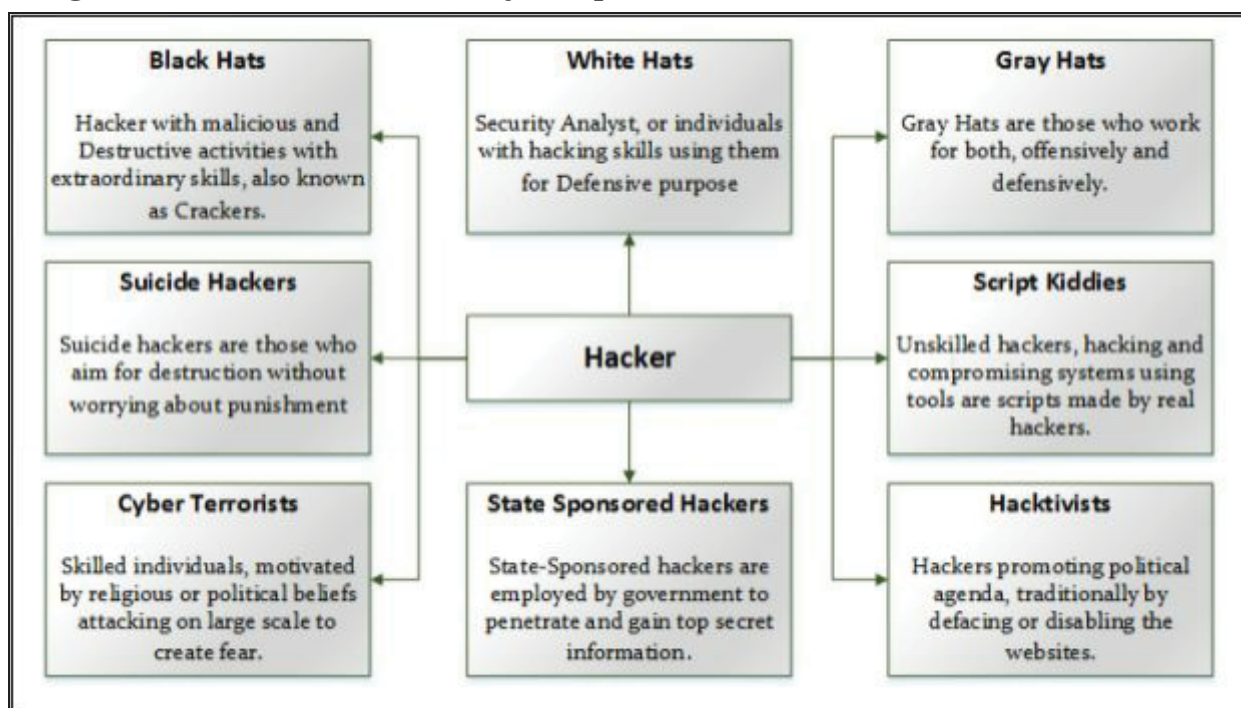 Black Hats
Hacker with malicious and
Destructive activities with
extraordinary skills, also known
as Crackers.
White Hats
Security Analyst, or individuals
with hacking skills using them
for Defensive purpose
Gray Hats
Gray Hats are those who work
for both, offensively and
defensively.
Suicide Hackers
Suicide hackers are those who
aim for destruction without
worrying about punishment
Hacker
Script Kiddies
Unskilled hackers, hacking and
compromising systems using
tools are scripts made by real
hackers.
Cyber Terrorists
Skilled individuals, motivated
by religious or political beliefs
attacking on large scale to
create fear.
State Sponsored Hackers
State-Sponsored hackers are
employed by government to
penetrate and gain top secret
information.
Hacktivists
Hackers promoting political
agenda, traditionally by
defacing or disabling the
websites.